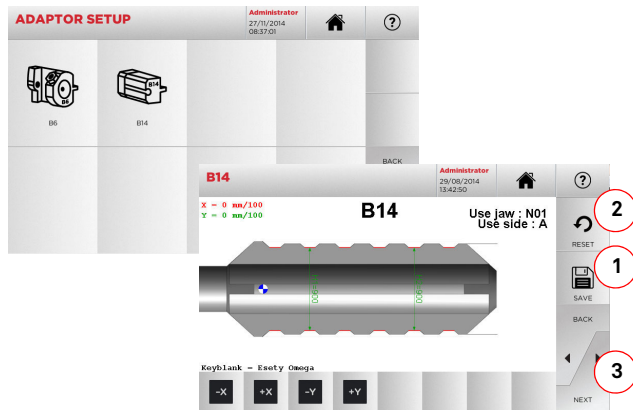 ADAPTOR SETUP
Administrator
27/11/2014
08:37:01
?
B6
B14
B6
B14
BACK
B14
Administrator
29/08/2014
13:42:50
?
X = 0 mm/100
Y = 0 mm/100
B14
Use jaw : N01
Use side : A
2
RESET
1
SAVE
BACK
3
NEXT
Keyblank - Esety Omega
-X
+X
-Y
+Y